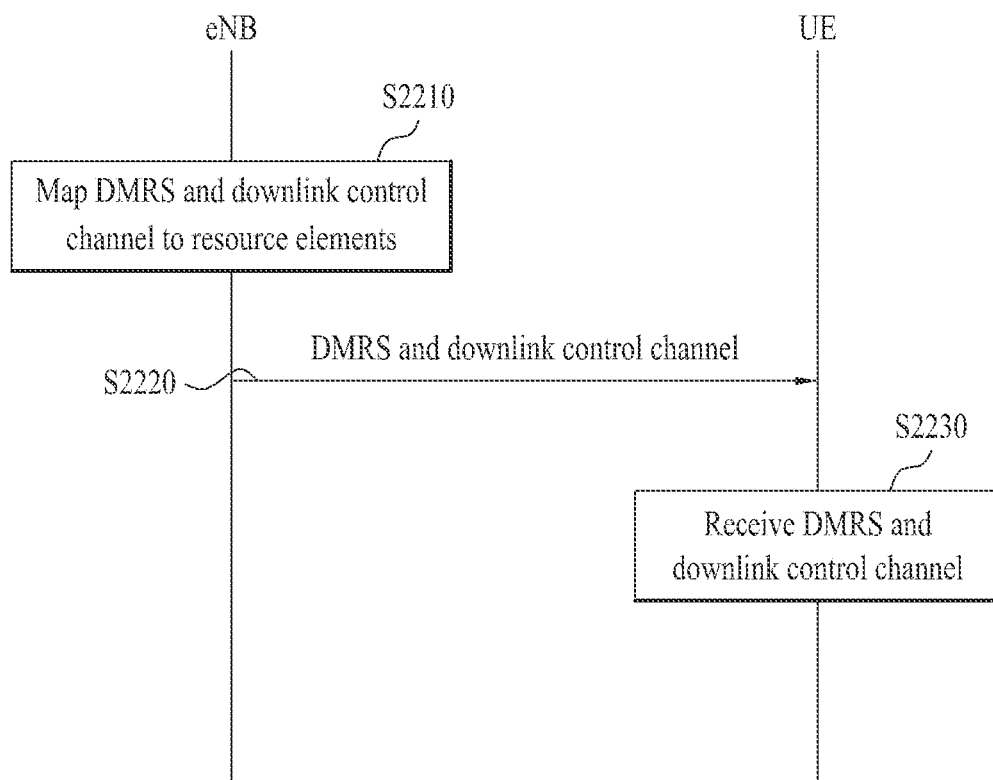 eNB
UE
S2210
Map DMRS and downlink control
channel to resource elements
DMRS and downlink control channel
S2220
S2230
Receive DMRS and
downlink control channel